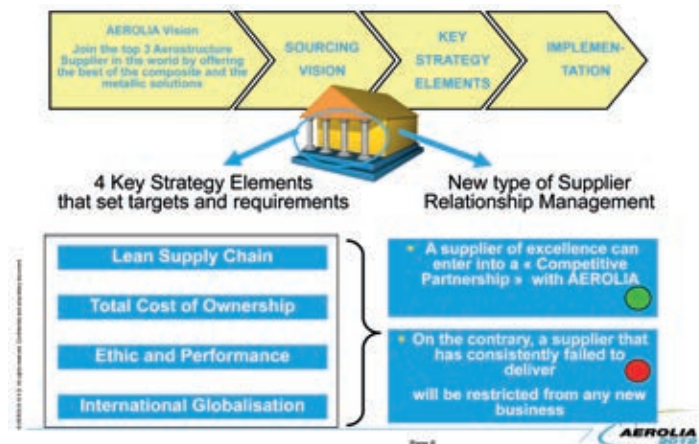 AEROLIA Vision
Join the top 3 Aerostructure
Supplier in the world by offering
the best of the composite and the
metallic solutions
SOURCING
VISION
KEY
STRATEGY
ELEMENTS
IMPLEMEN-
TATION
4 Key Strategy Elements
that set targets and requirements
New type of Supplier
Relationship Management
Lean Supply Chain
Total Cost of Ownership
Ethic and Performance
International Globalisation
• A supplier of excellence can
enter into a « Competitive
Partnership » with AEROLIA
• On the contrary, a supplier that
has consistently failed to
deliver
will be restricted from any new
business
AEROLIA